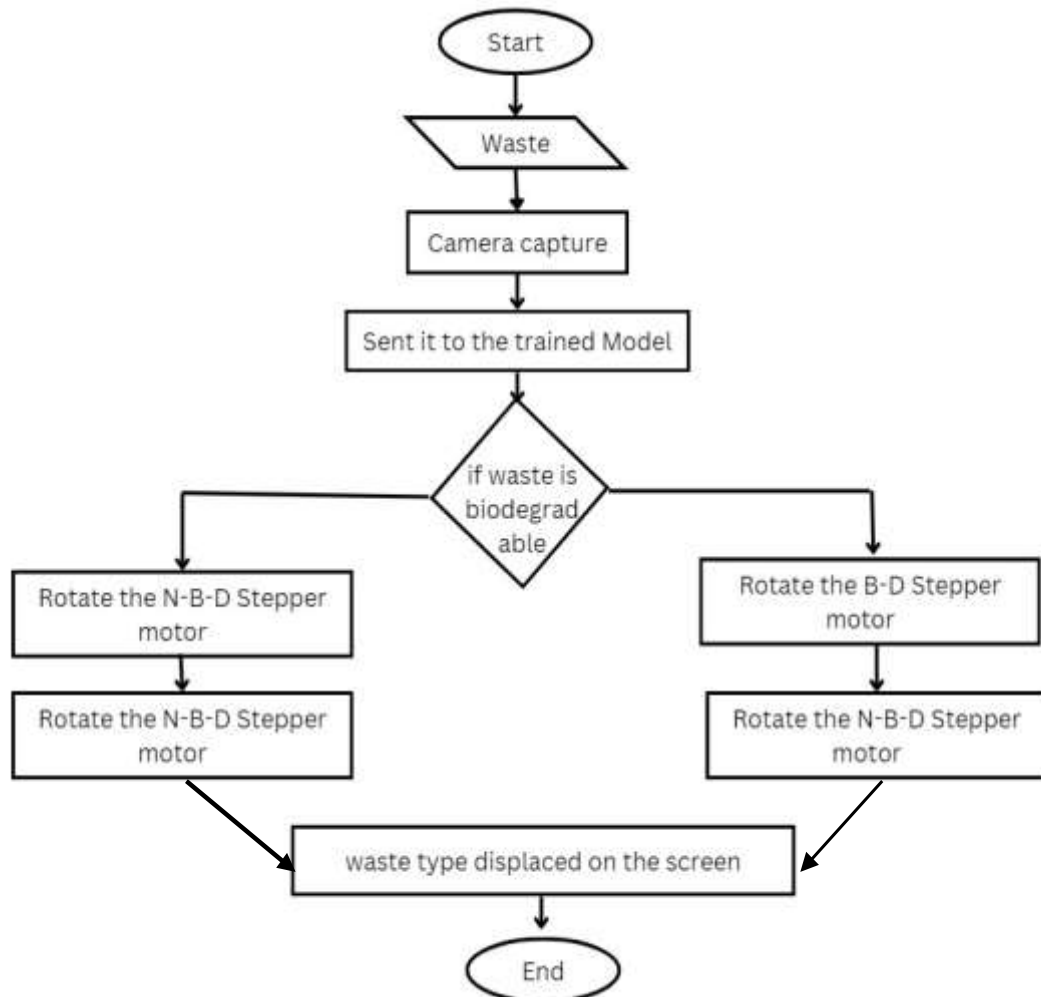 Start
Waste
Camera capture
Sent it to the trained Model
if waste is
biodegrad
able
Rotate the N-B-D Stepper
motor
Rotate the B-D Stepper
motor
Rotate the N-B-D Stepper
motor
Rotate the N-B-D Stepper
motor
waste type displaced on the screen
End